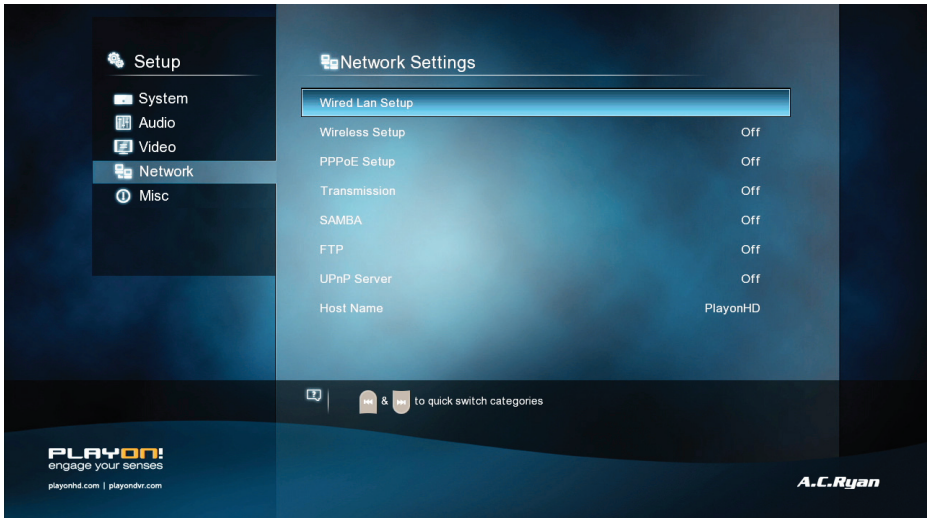 Setup
System
Audio
Video
Network
Misc
Network Settings
Wired Lan Setup
Wireless Setup Off
PPPoE Setup Off
Transmission Off
SAMBA Off
FTP Off
UPnP Server Off
Host Name PlayonHD
& to quick switch categories
PLAYON!
engage your senses
playonhd.com | playondvr.com
A.C.Ryan